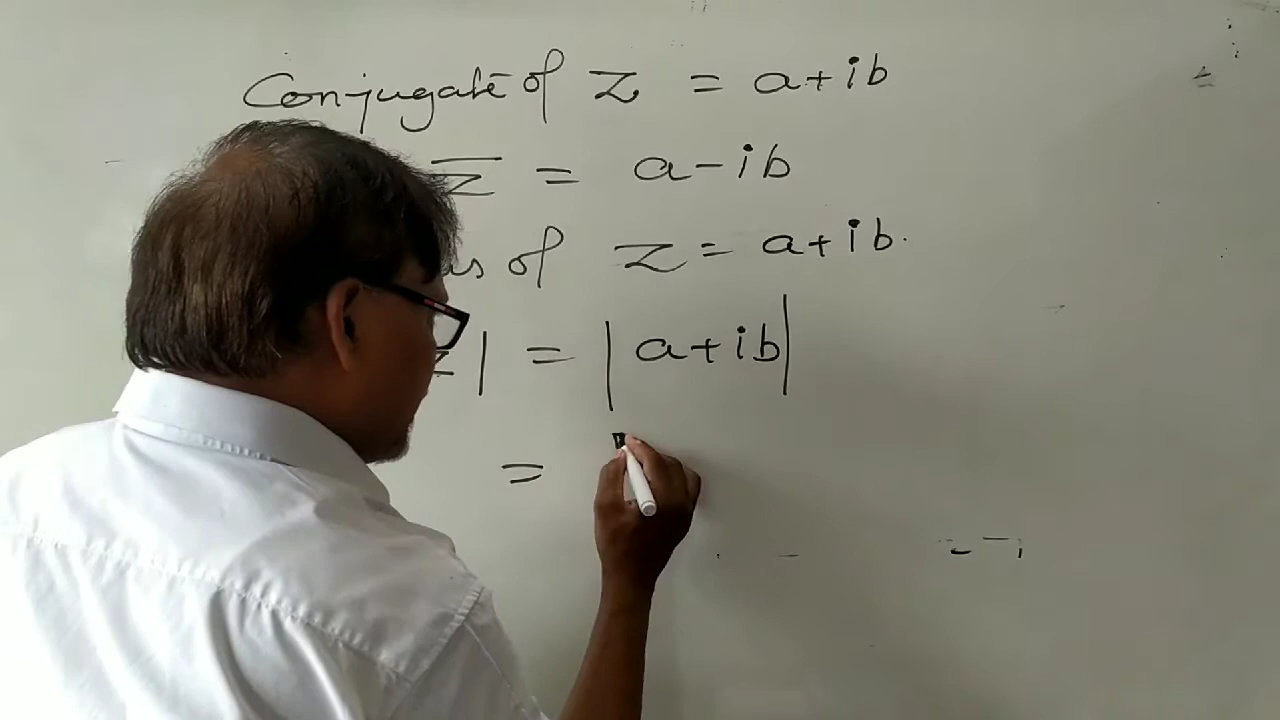 Conjugate of z = a+ib
z̅ = a-ib
of z = a+ib.
| = |a+ib|
=